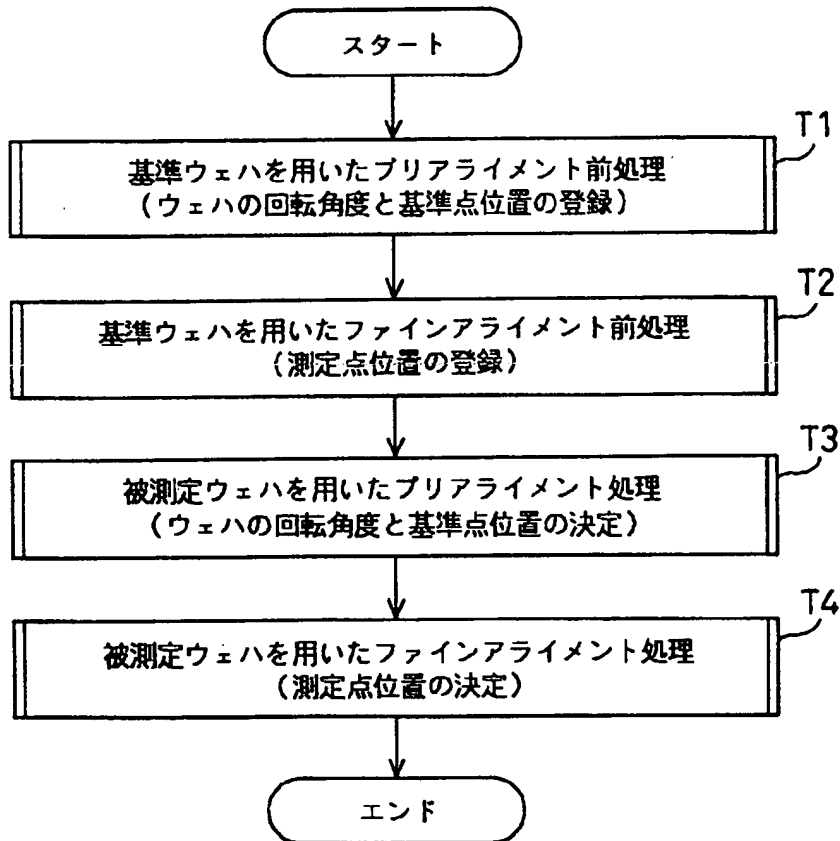 スタート
T1
基準ウェハを用いたプリアライメント前処理
(ウェハの回転角度と基準点位置の登録)
T2
基準ウェハを用いたファインアライメント前処理
(測定点位置の登録)
T3
被測定ウェハを用いたプリアライメント処理
(ウェハの回転角度と基準点位置の決定)
T4
被測定ウェハを用いたファインアライメント処理
(測定点位置の決定)
エンド